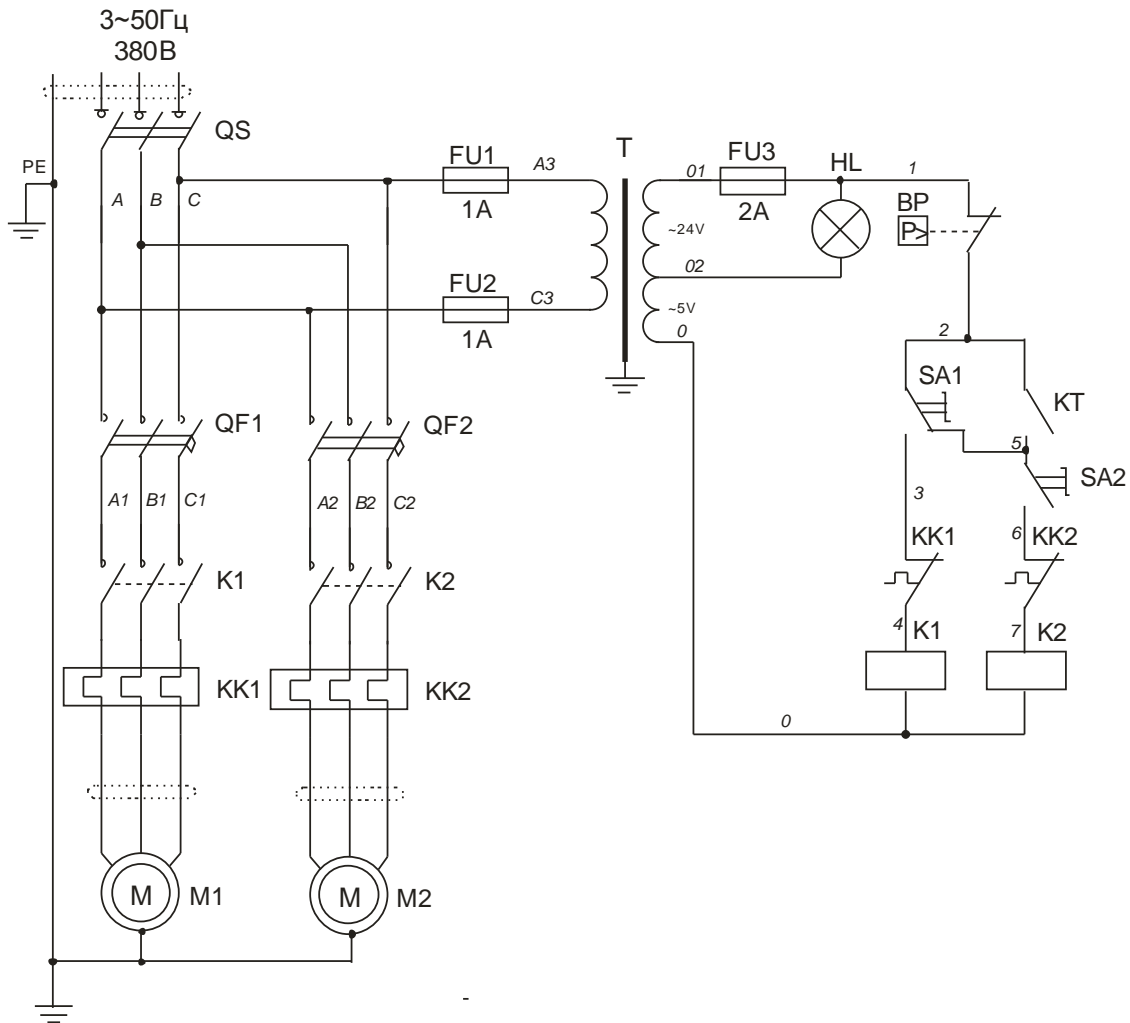 3~50Гц
380В
QS
PE
A
B
C
FU1
1A
A3
FU2
1A
C3
T
01
FU3
2A
HL
1
~24V
02
~5V
0
BP
P>
2
SA1
KT
5
SA2
3
6
KK1
KK2
4
K1
7
K2
0
QF1
QF2
A1
B1
C1
A2
B2
C2
K1
K2
KK1
KK2
M
M1
M
M2
-